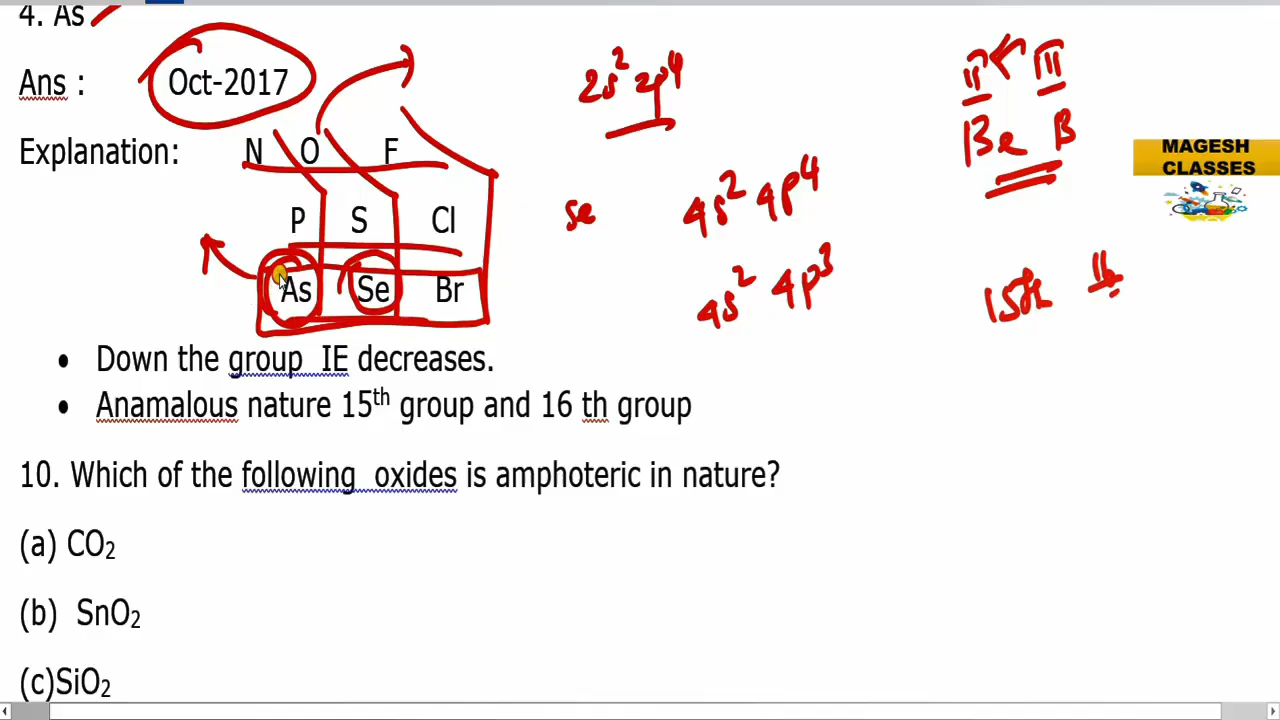 4. As
Ans : Oct-2017
2s² 2p⁴
II < III
Be B
Explanation: N O F
MAGESH
CLASSES
P S Cl
se 4s² 4p⁴
As Se Br
4s² 4p³
15th 16
• Down the group IE decreases.
• Anamalous nature 15th group and 16 th group
10. Which of the following oxides is amphoteric in nature?
(a) CO₂
(b) SnO₂
(c)SiO₂